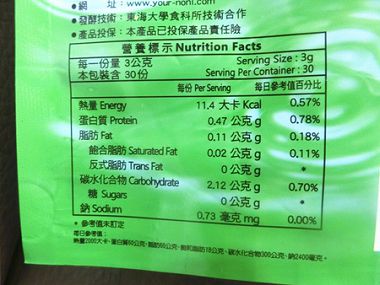 網　址：www.your-noni.com
發酵技術：東海大學食科所技術合作
產品投保：本產品已投保產品責任險
營養標示 Nutrition Facts
每一份量 3公克 Serving Size : 3g
本包裝含 30份 Serving Per Container : 30
每份 Per Serving 每日參考值百分比
熱量 Energy 11.4 大卡 Kcal 0.57%
蛋白質 Protein 0.47 公克 g 0.78%
脂肪 Fat 0.11 公克 g 0.18%
飽合脂肪 Saturated Fat 0.02 公克 g 0.11%
反式脂肪 Trans Fat 0 公克 g *
碳水化合物 Carbohydrate 2.12 公克 g 0.70%
糖 Sugars 0 公克 g *
鈉 Sodium 0.73 毫克 mg 0.00%
* 參考值未訂定
每日參考值：
熱量2000大卡、蛋白質60公克、脂肪60公克、飽和脂肪18公克、碳水化合物300公克、鈉2400毫克。